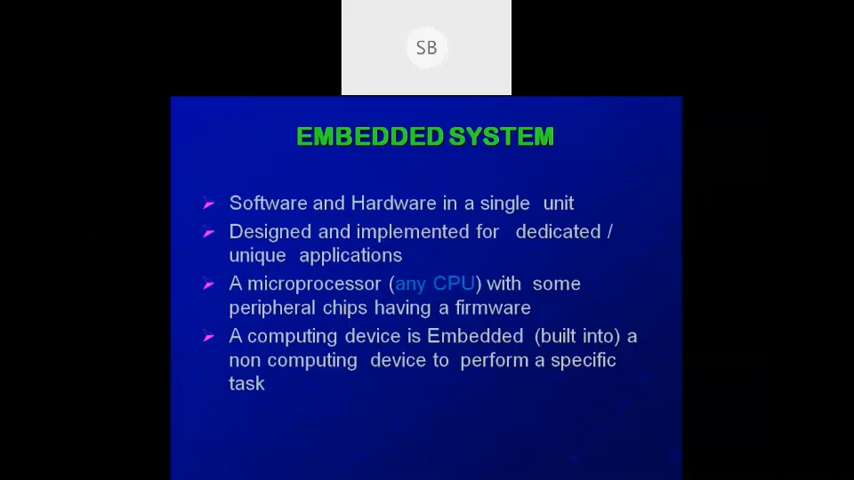 SB
EMBEDDED SYSTEM
Software and Hardware in a single unit
Designed and implemented for dedicated /
unique applications
A microprocessor (any CPU) with some
peripheral chips having a firmware
A computing device is Embedded (built into) a
non computing device to perform a specific
task